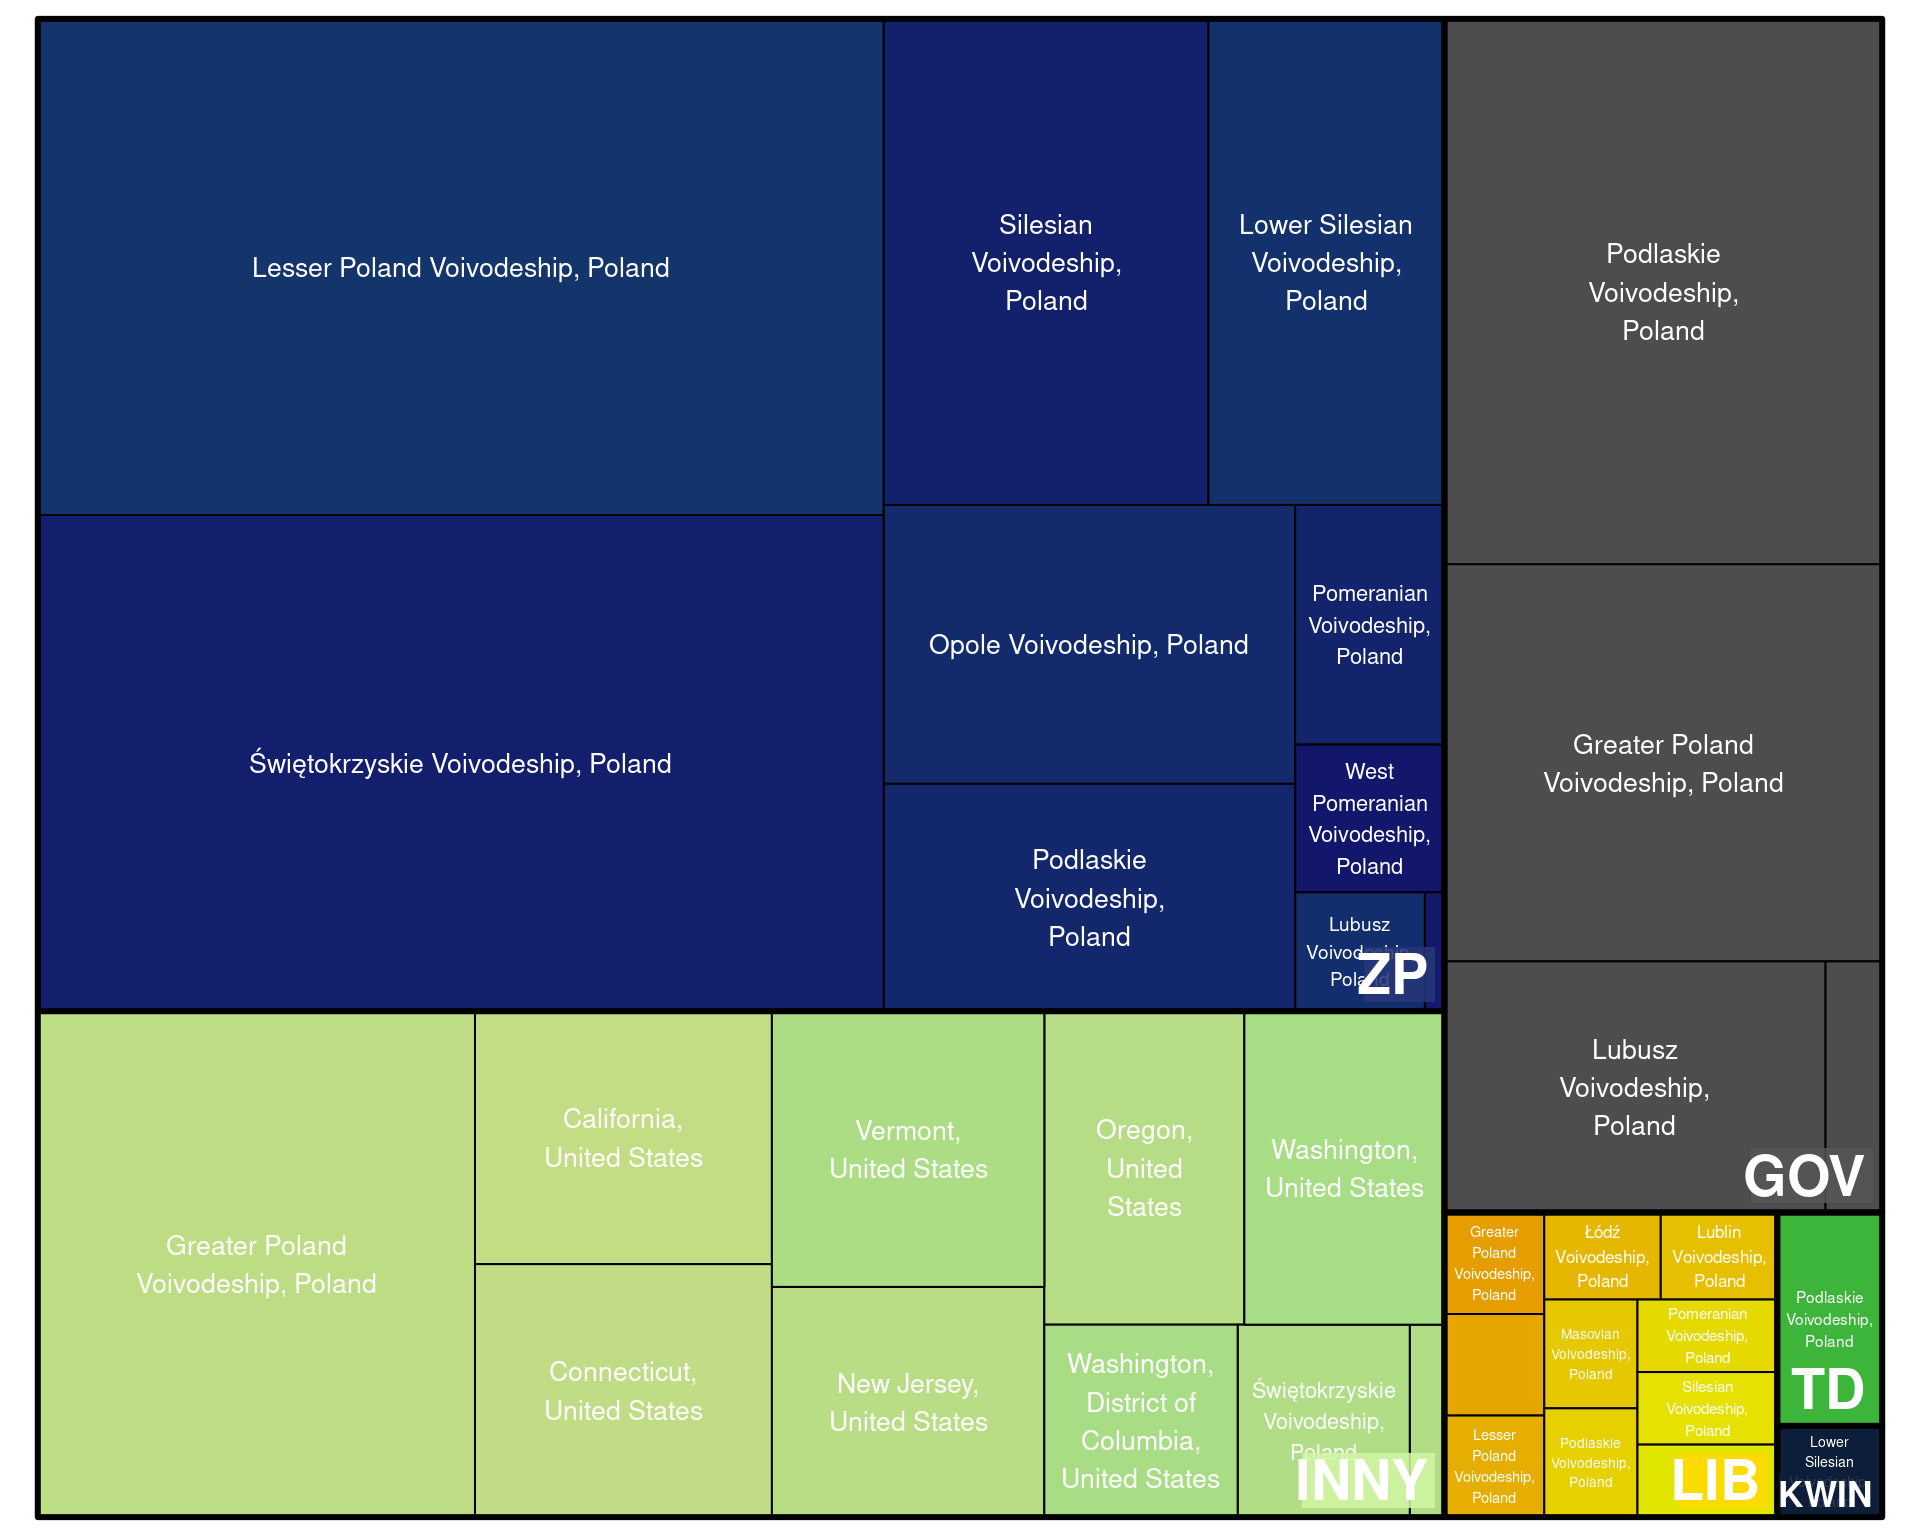 Lesser Poland Voivodeship, Poland
Silesian
Voivodeship,
Poland
Lower Silesian
Voivodeship,
Poland
Świętokrzyskie Voivodeship, Poland
Opole Voivodeship, Poland
Pomeranian
Voivodeship,
Poland
Podlaskie
Voivodeship,
Poland
West
Pomeranian
Voivodeship,
Poland
Lubusz
Voivodeship,
Poland
ZP
Podlaskie
Voivodeship,
Poland
Greater Poland
Voivodeship, Poland
Lubusz
Voivodeship,
Poland
GOV
Greater Poland
Voivodeship, Poland
California,
United States
Connecticut,
United States
Vermont,
United States
New Jersey,
United States
Oregon,
United
States
Washington,
United States
Washington,
District of
Columbia,
United States
Świętokrzyskie
Voivodeship,
Poland
INNY
Greater
Poland
Voivodeship,
Poland
Lesser
Poland
Voivodeship,
Poland
Łódź
Voivodeship,
Poland
Lublin
Voivodeship,
Poland
Masovian
Voivodeship,
Poland
Podlaskie
Voivodeship,
Poland
Pomeranian
Voivodeship,
Poland
Silesian
Voivodeship,
Poland
LIB
Podlaskie
Voivodeship,
Poland
TD
Lower
Silesian
KWIN